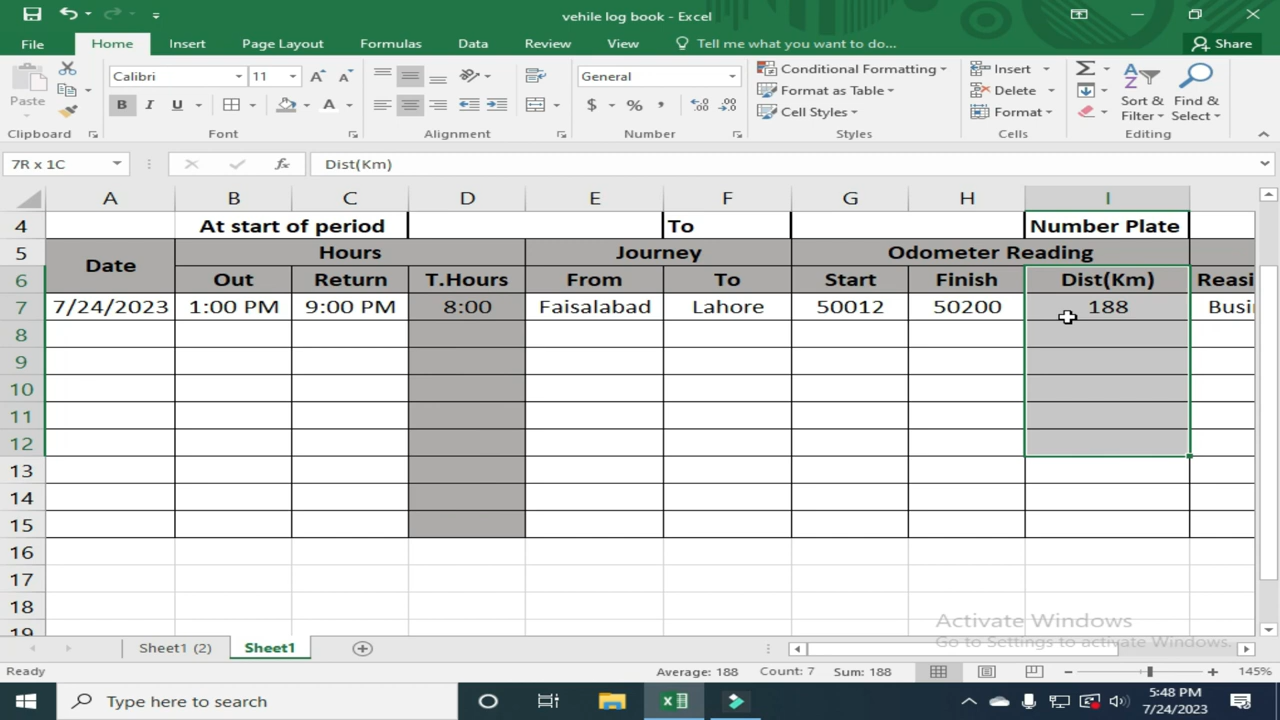 vehile log book - Excel
File Home Insert Page Layout Formulas Data Review View Tell me what you want to do... Share
Calibri 11 General Conditional Formatting Insert
Paste B I U $ % Format as Table Delete Sort & Filter Find & Select
Cell Styles Format
Clipboard Font Alignment Number Styles Cells Editing
7R x 1C fx Dist(Km)
A B C D E F G H I
4 At start of period To Number Plate
5 Date Hours Journey Odometer Reading
6 Out Return T.Hours From To Start Finish Dist(Km) Reasi
7 7/24/2023 1:00 PM 9:00 PM 8:00 Faisalabad Lahore 50012 50200 188 Busi
8
9
10
11
12
13
14
15
16
17
18
19
Activate Windows
Go to Settings to activate Windows.
Sheet1 (2) Sheet1
Ready Average: 188 Count: 7 Sum: 188 145%
Type here to search 5:48 PM
7/24/2023